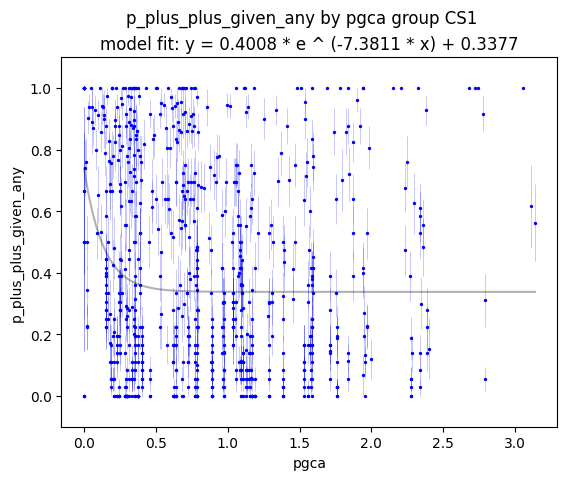 p_plus_plus_given_any by pgca group CS1
model fit: y = 0.4008 * e ^ (-7.3811 * x) + 0.3377
1.0
0.8
0.6
0.4
0.2
0.0
p_plus_plus_given_any
0.0 0.5 1.0 1.5 2.0 2.5 3.0
pgca